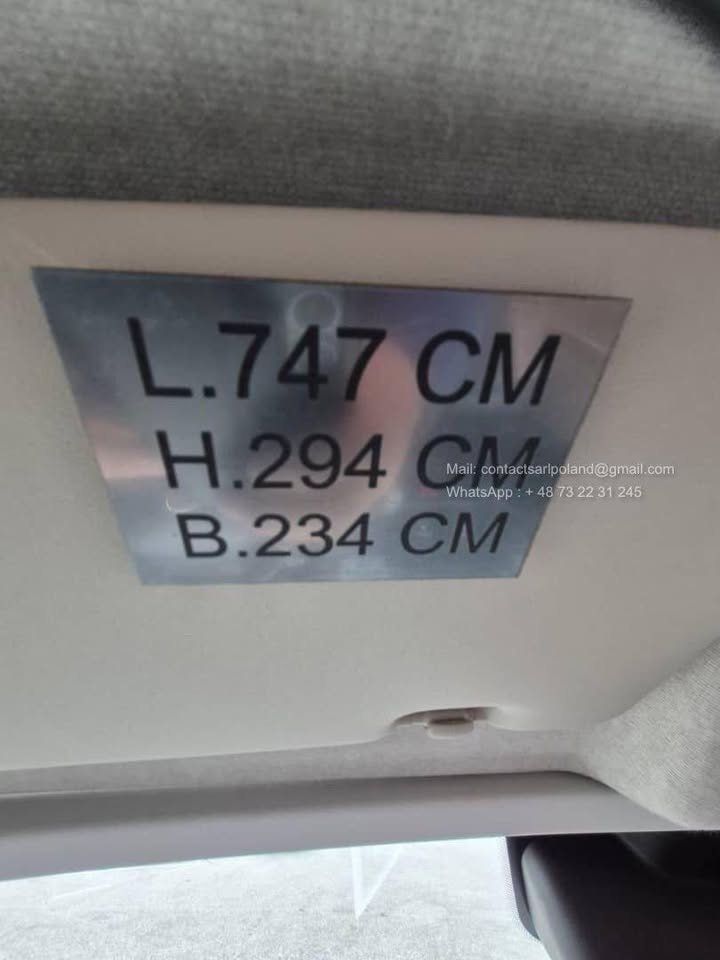 L.747 CM
H.294 CM
Mail: contactsarlpoland@gmail.com
WhatsApp : + 48 73 22 31 245
B.234 CM